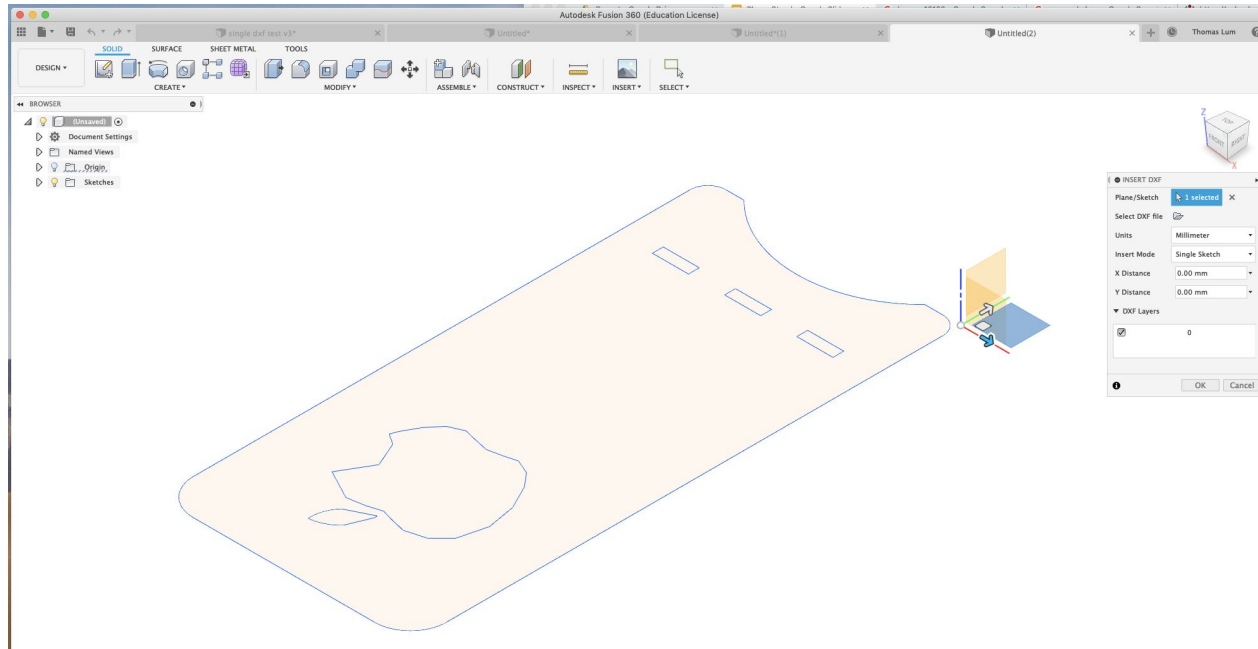 Autodesk Fusion 360 (Education License)
single dxf test v3*
Untitled*
Untitled*(1)
Untitled(2)
Thomas Lum
SOLID SURFACE SHEET METAL TOOLS
DESIGN
CREATE MODIFY ASSEMBLE CONSTRUCT INSPECT INSERT SELECT
BROWSER
(Unsaved)
Document Settings
Named Views
Origin
Sketches
Z
TOP
FRONT RIGHT
X
INSERT DXF
Plane/Sketch 1 selected
Select DXF file
Units Millimeter
Insert Mode Single Sketch
X Distance 0.00 mm
Y Distance 0.00 mm
DXF Layers
0
OK Cancel